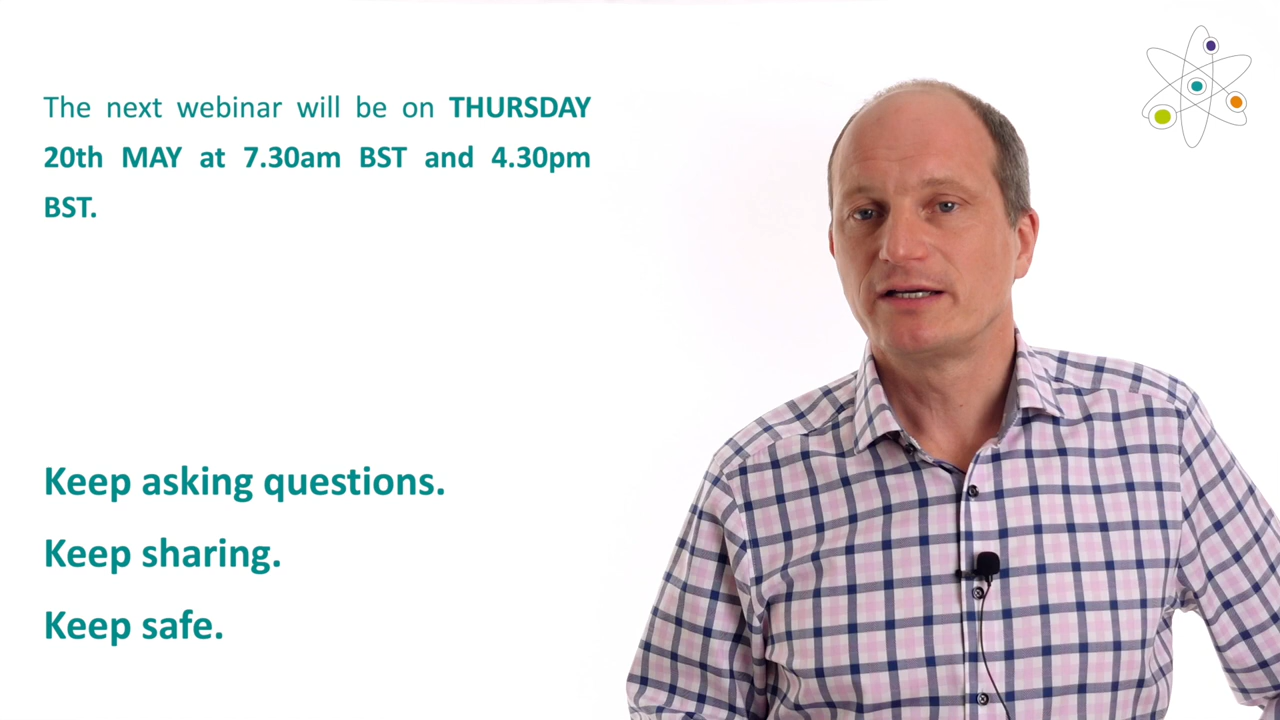 The next webinar will be on THURSDAY
20th MAY at 7.30am BST and 4.30pm
BST.
Keep asking questions.
Keep sharing.
Keep safe.